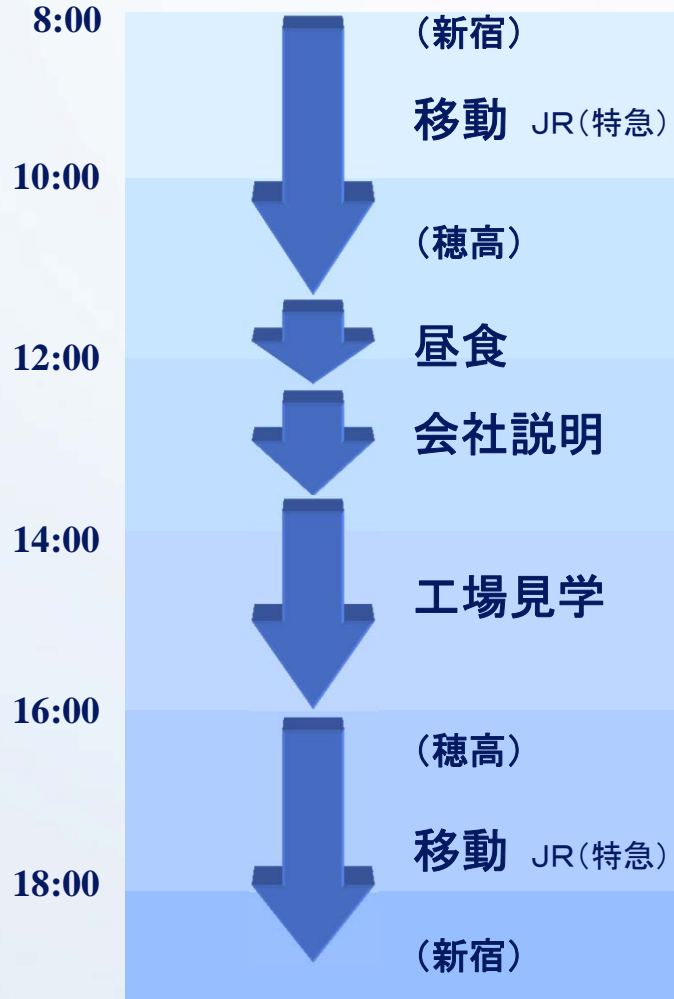 8:00
（新宿）
移動 JR（特急）
10:00
（穂高）
昼食
12:00
会社説明
14:00
工場見学
16:00
（穂高）
移動 JR（特急）
18:00
（新宿）